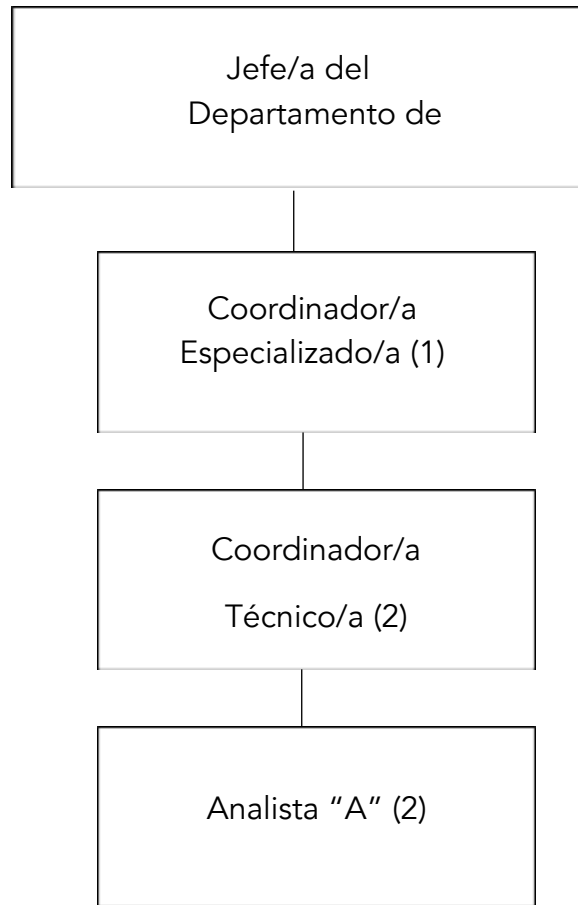 Jefe/a del
Departamento de
Coordinador/a
Especializado/a (1)
Coordinador/a
Técnico/a (2)
Analista “A” (2)